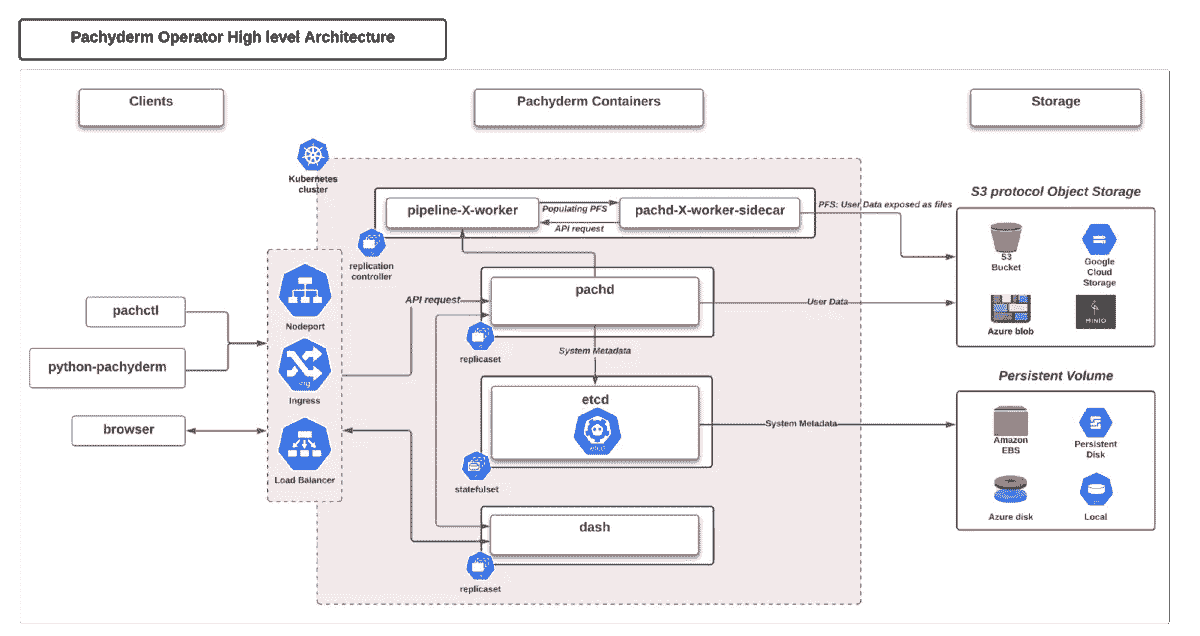 Pachyderm Operator High level Architecture
Clients
Pachyderm Containers
Storage
Kubernetes
cluster
pipeline-X-worker
Populating PFS
API request
pachd-X-worker-sidecar
PFS: User Data exposed as files
S3 protocol Object Storage
S3
Bucket
Google
Cloud
Storage
Azure blob
MINIO
replication
controller
Nodeport
ing
Ingress
Load Balancer
pachctl
python-pachyderm
browser
API request
pachd
User Data
replicaset
System Metadata
etcd
etcd
System Metadata
statefulset
Persistent Volume
Amazon
EBS
Persistent
Disk
Azure disk
Local
dash
replicaset